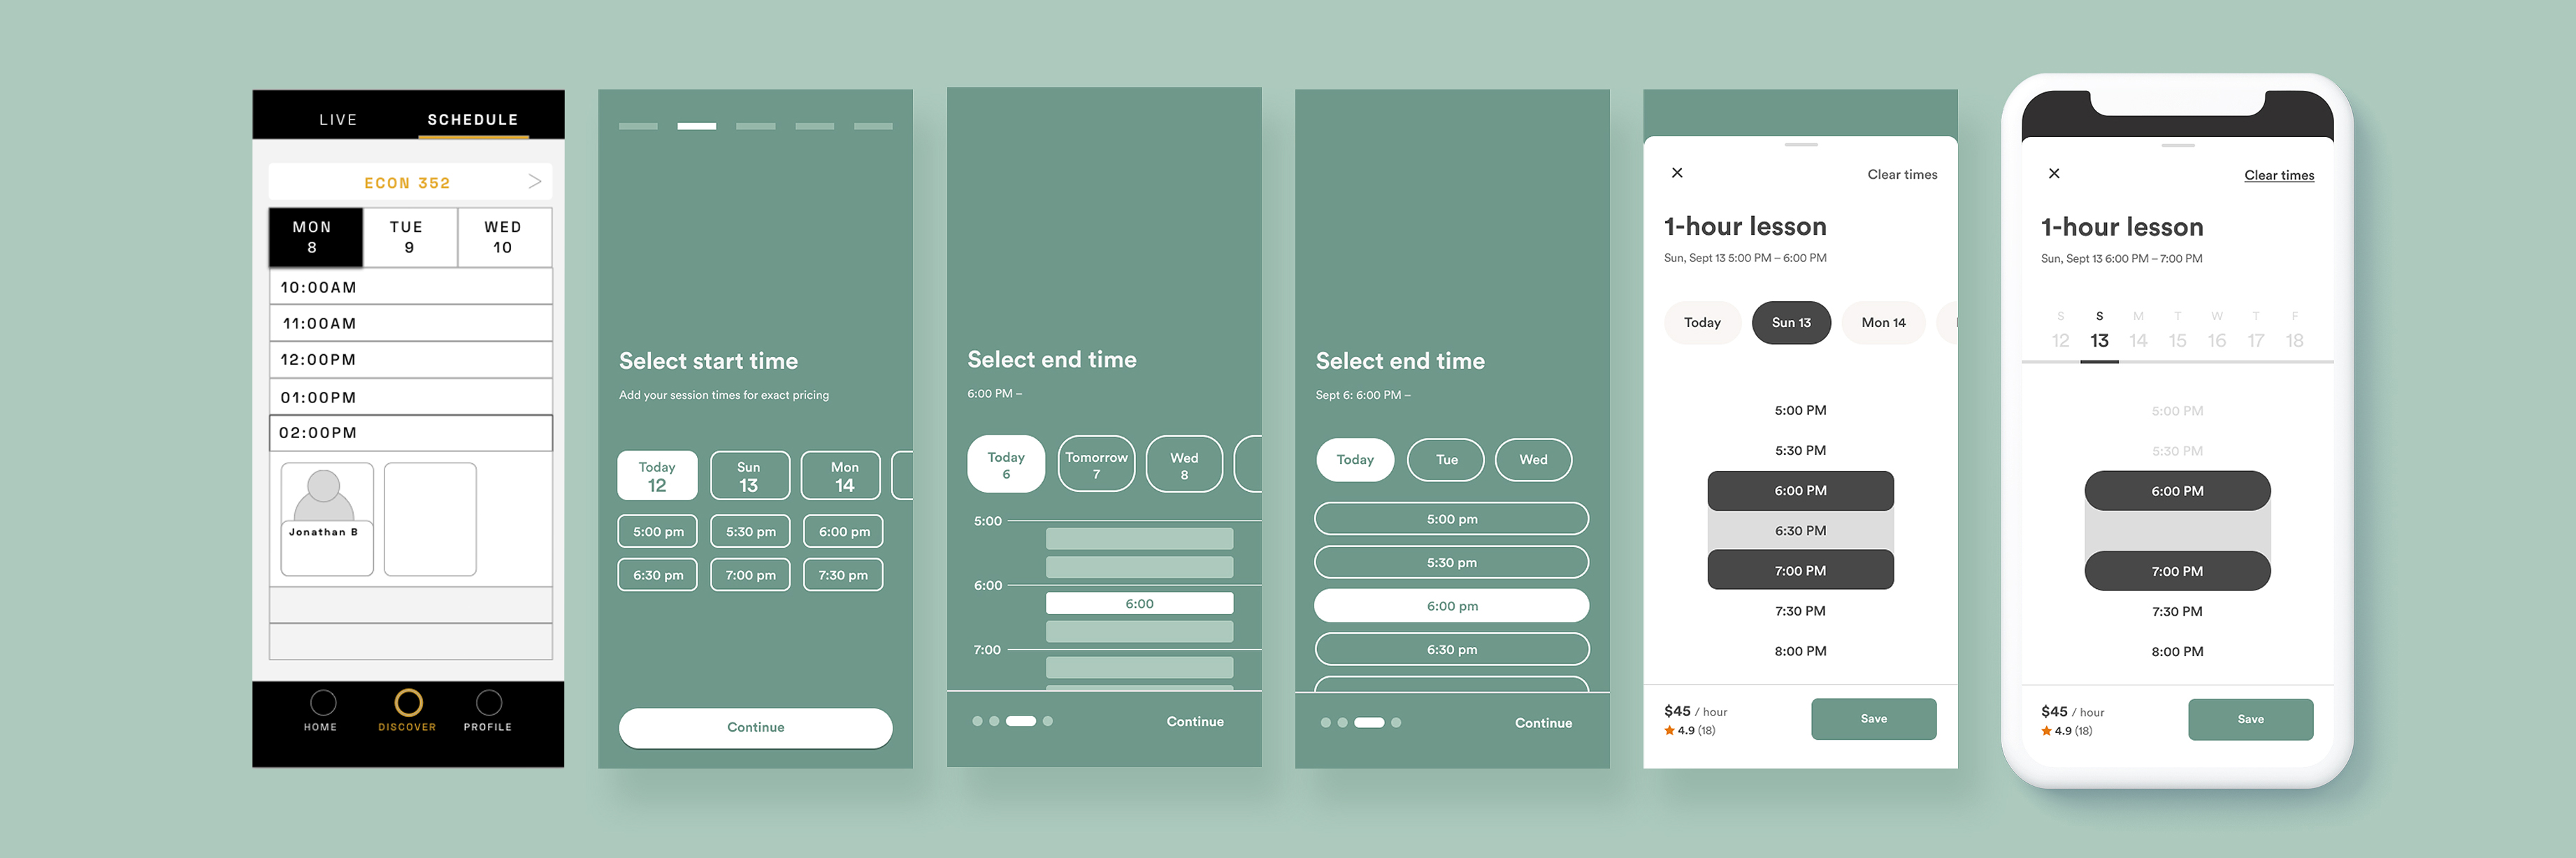 LIVE SCHEDULE
ECON 352 >
MON TUE WED
8 9 10
10:00AM
11:00AM
12:00PM
01:00PM
02:00PM
Jonathan B
HOME DISCOVER PROFILE
Select start time
Add your session times for exact pricing
Today Sun Mon
12 13 14
5:00 pm 5:30 pm 6:00 pm
6:30 pm 7:00 pm 7:30 pm
Continue
Select end time
6:00 PM –
Today Tomorrow Wed
6 7 8
5:00
6:00
6:00
7:00
Continue
Select end time
Sept 6: 6:00 PM –
Today Tue Wed
5:00 pm
5:30 pm
6:00 pm
6:30 pm
Continue
Clear times
1-hour lesson
Sun, Sept 13 5:00 PM – 6:00 PM
Today Sun 13 Mon 14
5:00 PM
5:30 PM
6:00 PM
6:30 PM
7:00 PM
7:30 PM
8:00 PM
$45 / hour
4.9 (18)
Save
Clear times
1-hour lesson
Sun, Sept 13 6:00 PM – 7:00 PM
S S M T W T F
12 13 14 15 16 17 18
5:00 PM
5:30 PM
6:00 PM
7:00 PM
7:30 PM
8:00 PM
$45 / hour
4.9 (18)
Save